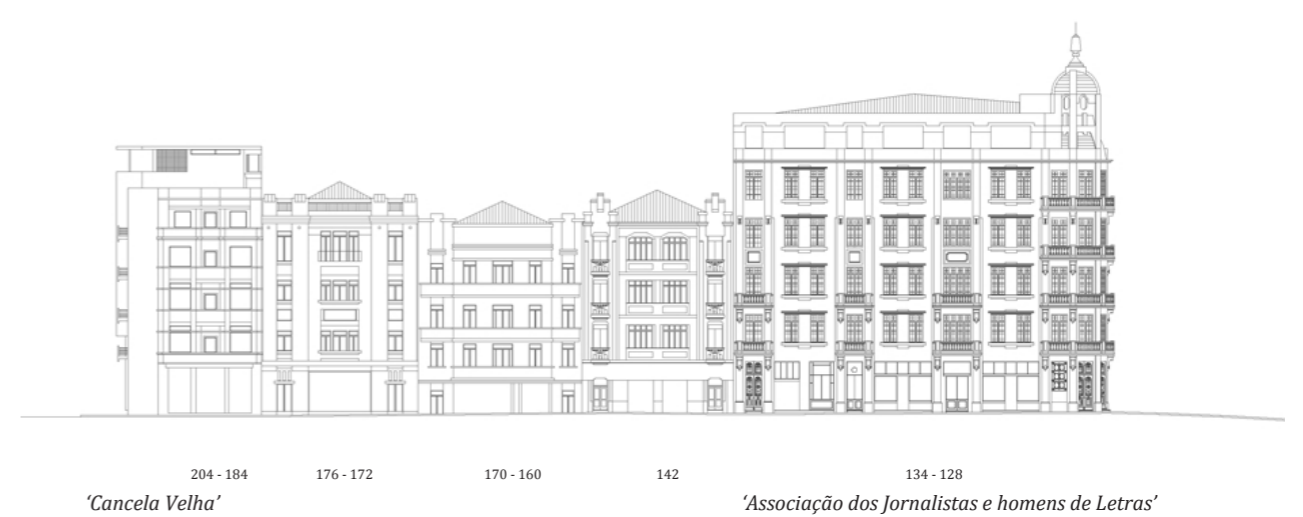 204 - 184 176 - 172 170 - 160 142 134 - 128
‘Cancela Velha’ ‘Associação dos Jornalistas e homens de Letras’